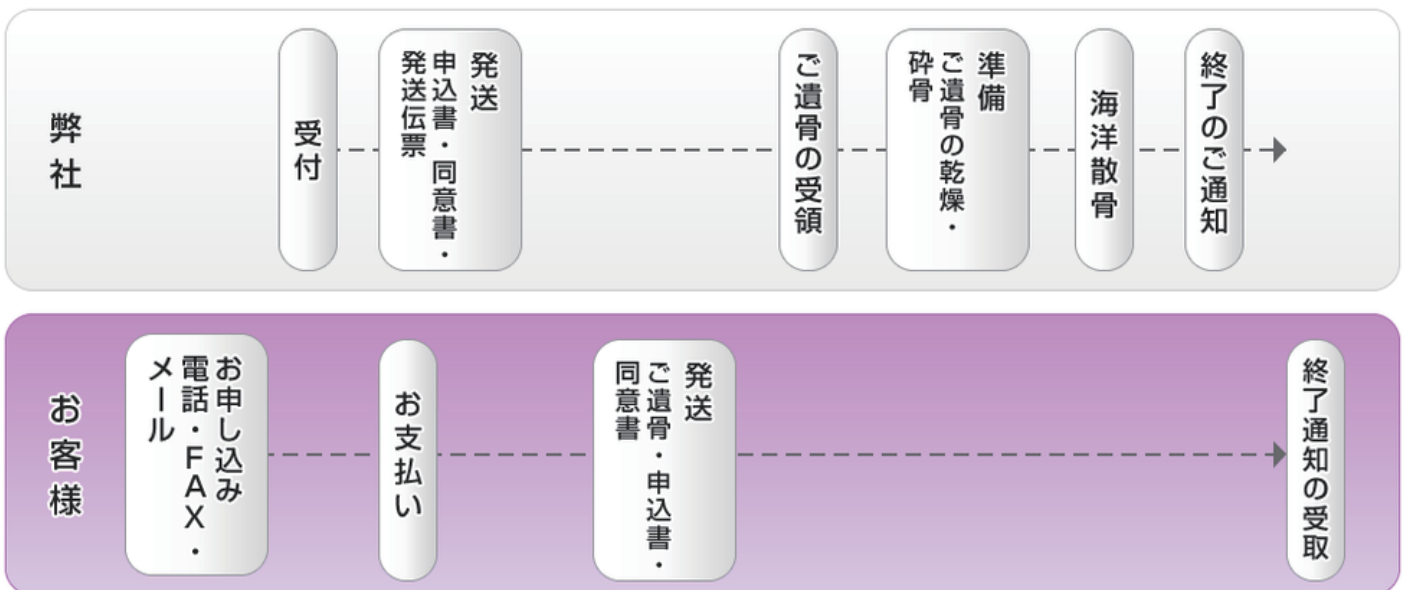 弊社
受付
発送
申込書・同意書・
発送伝票
ご遺骨の受領
準備
ご遺骨の乾燥・
砕骨
海洋散骨
終了のご通知
お客様
お申し込み
電話・FAX・
メール
お支払い
発送
ご遺骨・申込書・
同意書
終了通知の受取